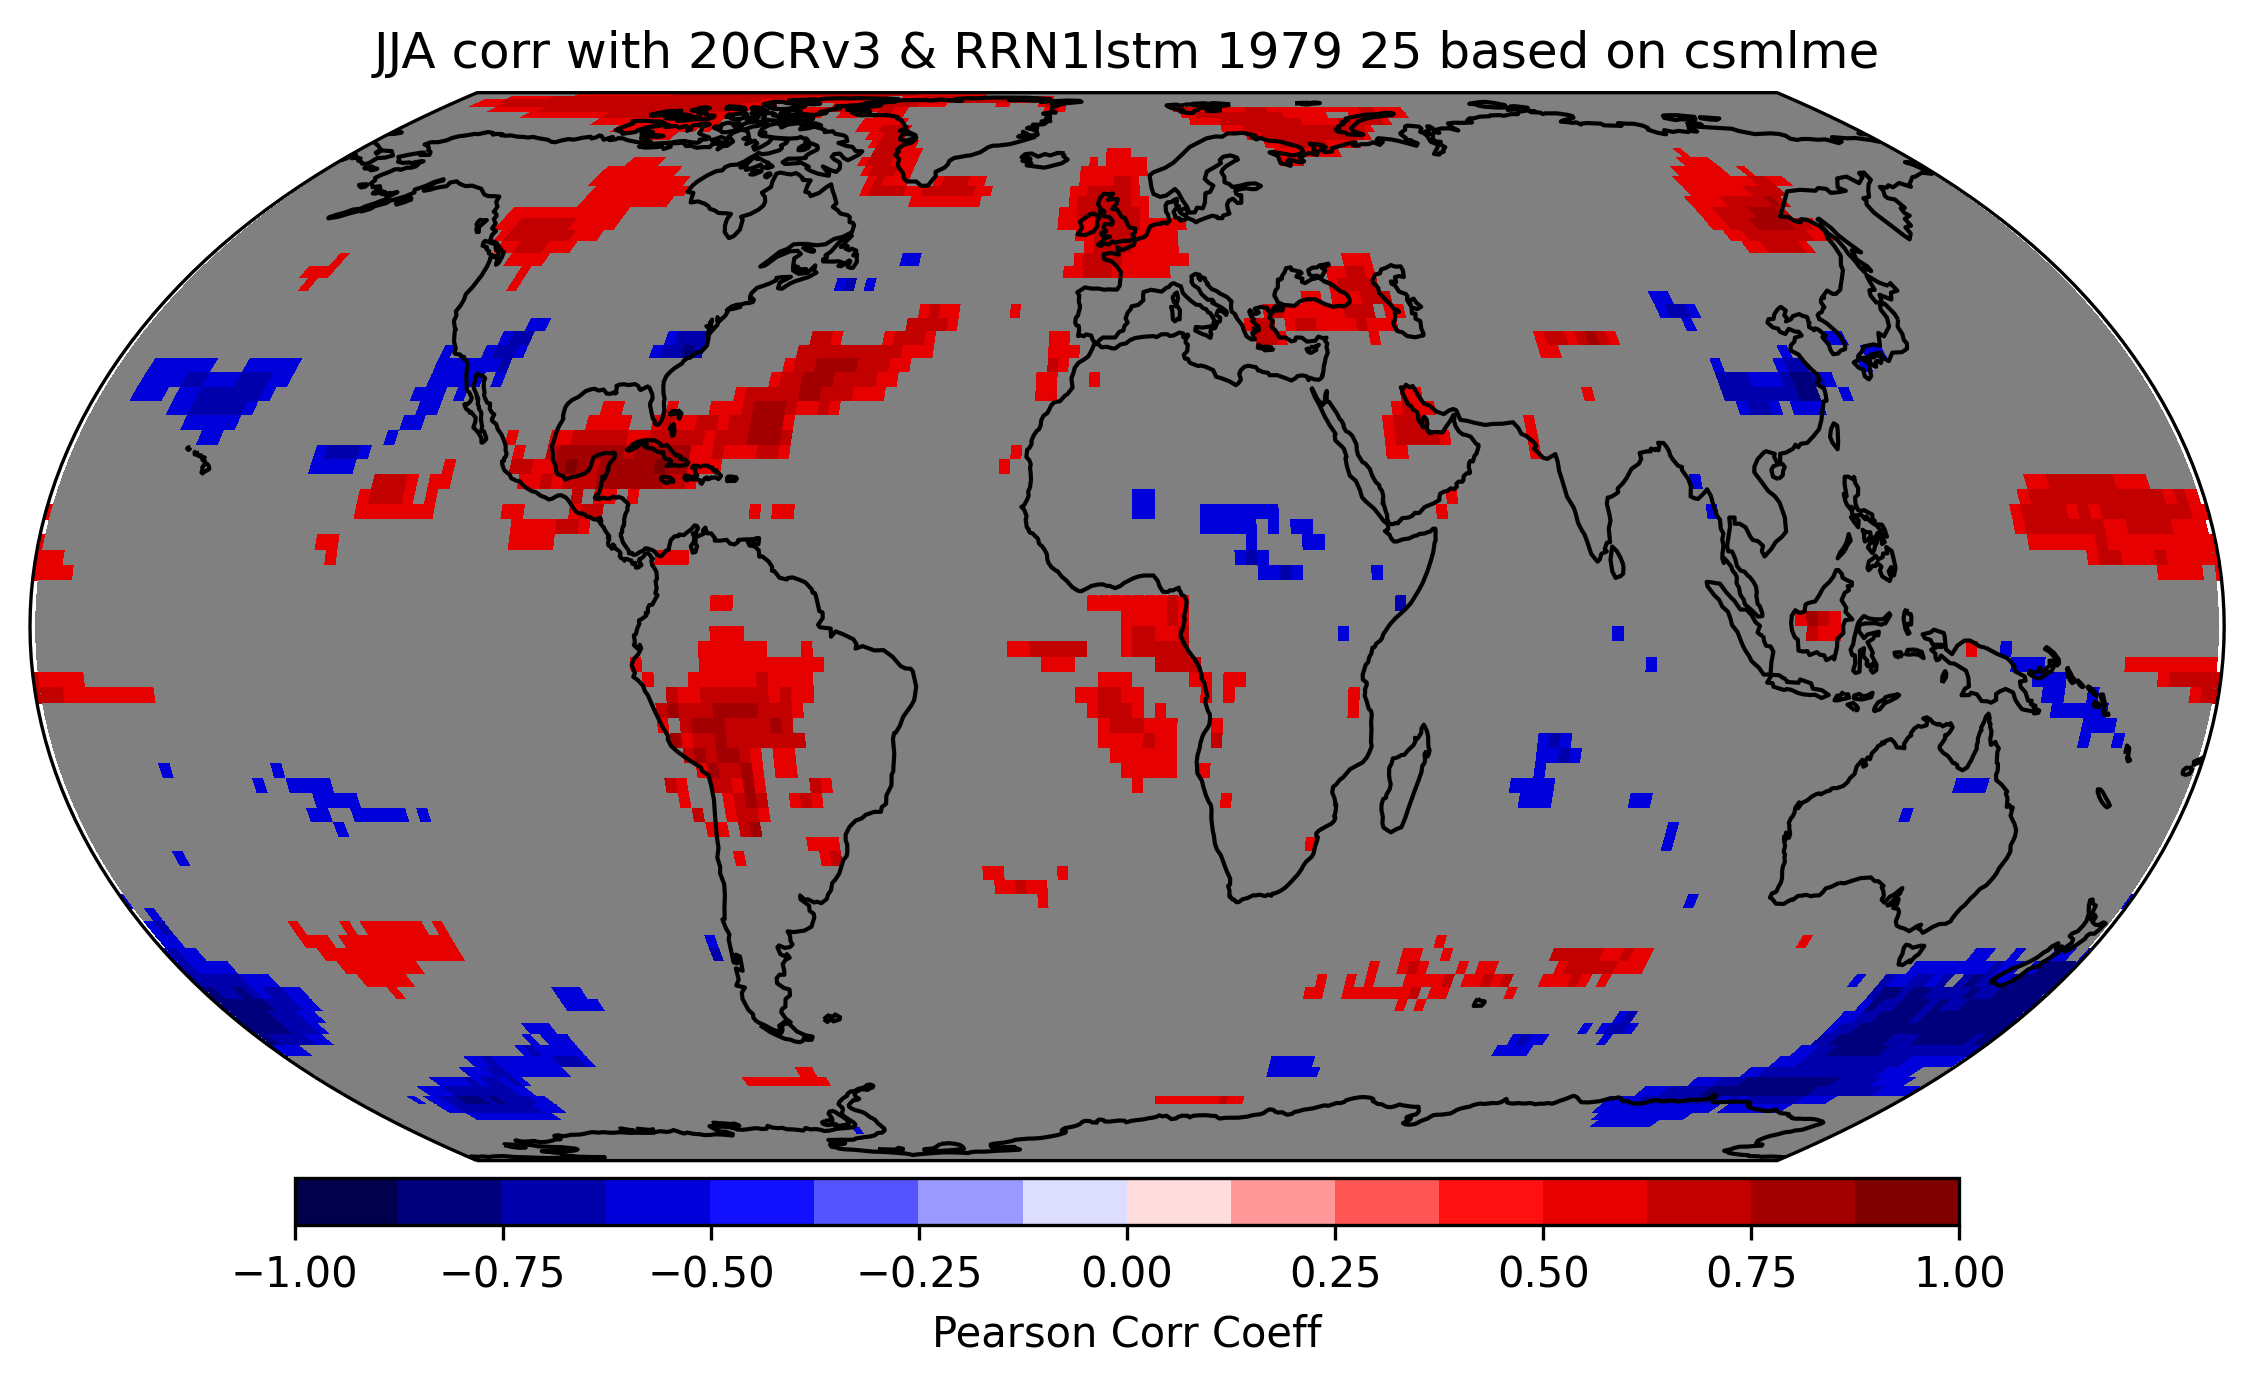 JJA corr with 20CRv3 & RRN1lstm 1979 25 based on csmlme
−1.00 −0.75 −0.50 −0.25 0.00 0.25 0.50 0.75 1.00
Pearson Corr Coeff